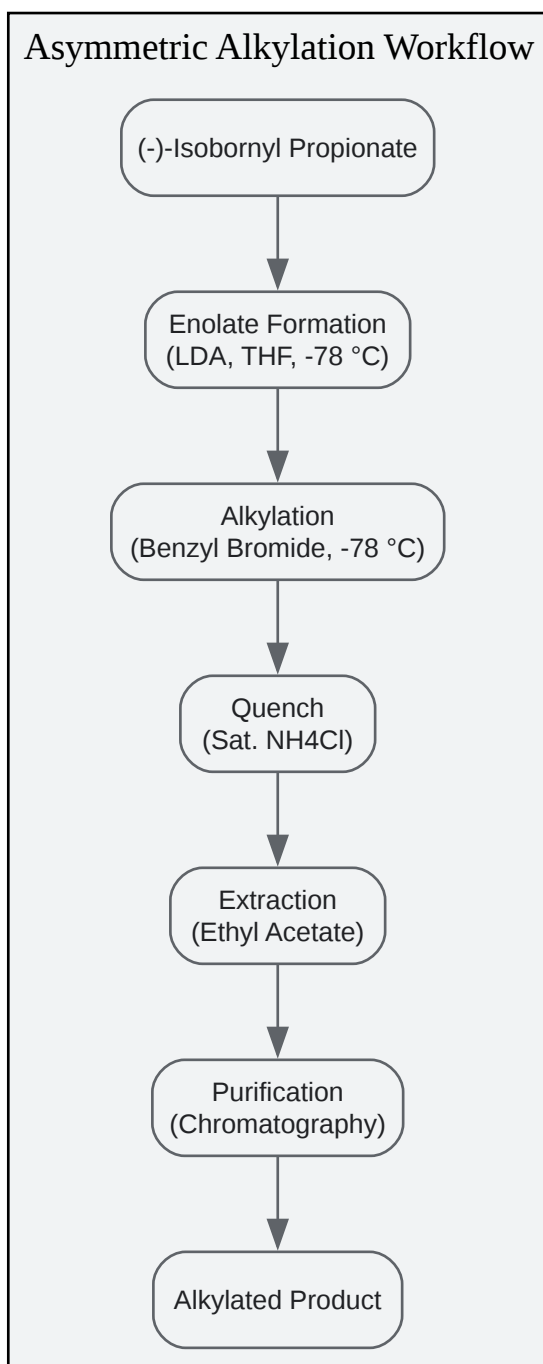 Asymmetric Alkylation Workflow
(-)-Isobornyl Propionate
Enolate Formation
(LDA, THF, -78 °C)
Alkylation
(Benzyl Bromide, -78 °C)
Quench
(Sat. NH4Cl)
Extraction
(Ethyl Acetate)
Purification
(Chromatography)
Alkylated Product